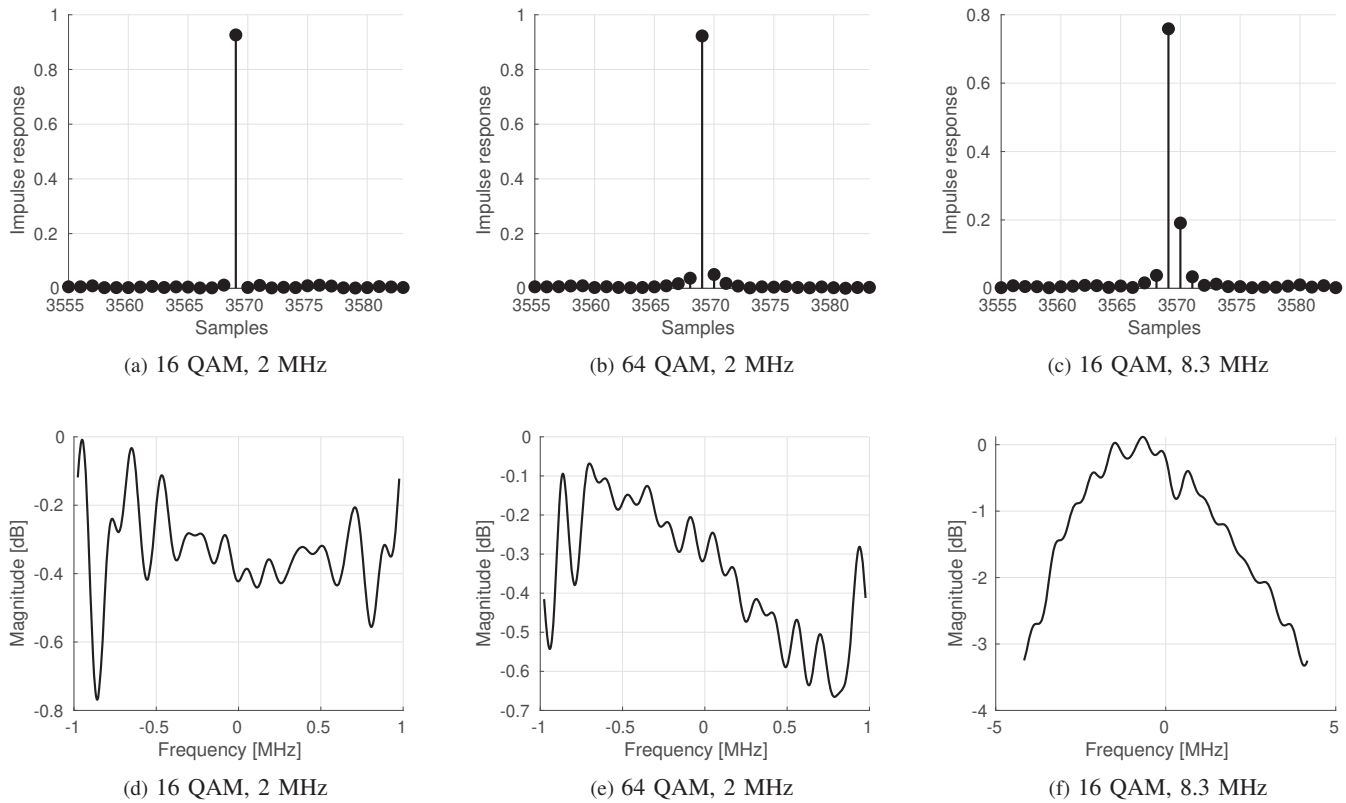 1
0.8
0.6
0.4
0.2
0
Impulse response
3555 3560 3565 3570 3575 3580
Samples
(a) 16 QAM, 2 MHz
1
0.8
0.6
0.4
0.2
0
Impulse response
3555 3560 3565 3570 3575 3580
Samples
(b) 64 QAM, 2 MHz
0.8
0.6
0.4
0.2
0
Impulse response
3555 3560 3565 3570 3575 3580
Samples
(c) 16 QAM, 8.3 MHz
0
-0.2
-0.4
-0.6
-0.8
Magnitude [dB]
-1 -0.5 0 0.5 1
Frequency [MHz]
(d) 16 QAM, 2 MHz
0
-0.1
-0.2
-0.3
-0.4
-0.5
-0.6
-0.7
Magnitude [dB]
-1 -0.5 0 0.5 1
Frequency [MHz]
(e) 64 QAM, 2 MHz
0
-1
-2
-3
-4
Magnitude [dB]
-5 0 5
Frequency [MHz]
(f) 16 QAM, 8.3 MHz